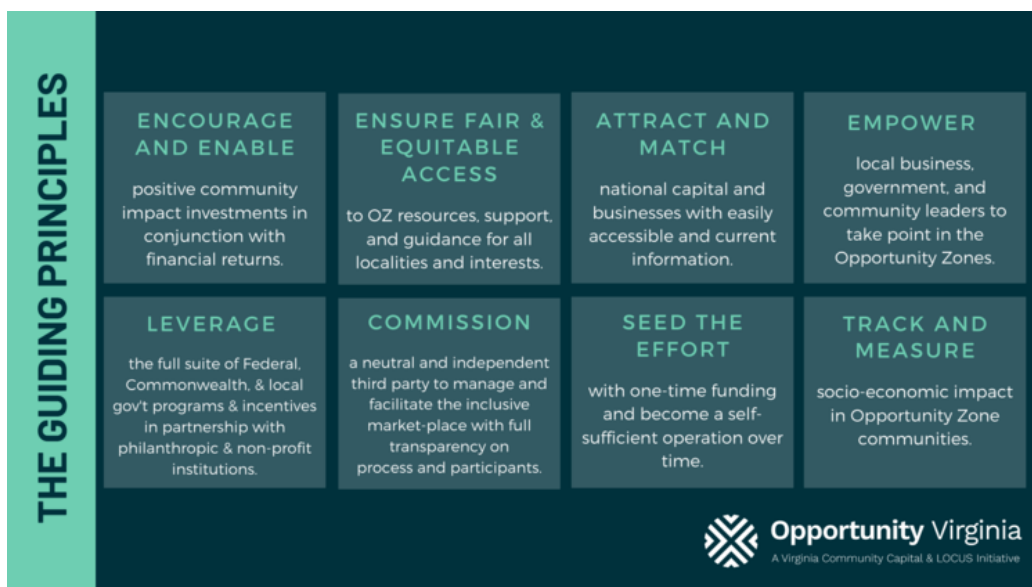 THE GUIDING PRINCIPLES
ENCOURAGE
AND ENABLE
positive community
impact investments in
conjunction with
financial returns.
ENSURE FAIR &
EQUITABLE
ACCESS
to OZ resources, support,
and guidance for all
localities and interests.
ATTRACT AND
MATCH
national capital and
businesses with easily
accessible and current
information.
EMPOWER
local business,
government, and
community leaders to
take point in the
Opportunity Zones.
LEVERAGE
the full suite of Federal,
Commonwealth, & local
gov't programs & incentives
in partnership with
philanthropic & non-profit
institutions.
COMMISSION
a neutral and independent
third party to manage and
facilitate the inclusive
market-place with full
transparency on
process and participants.
SEED THE
EFFORT
with one-time funding
and become a self-
sufficient operation over
time.
TRACK AND
MEASURE
socio-economic impact
in Opportunity Zone
communities.
Opportunity Virginia
A Virginia Community Capital & LOCUS Initiative